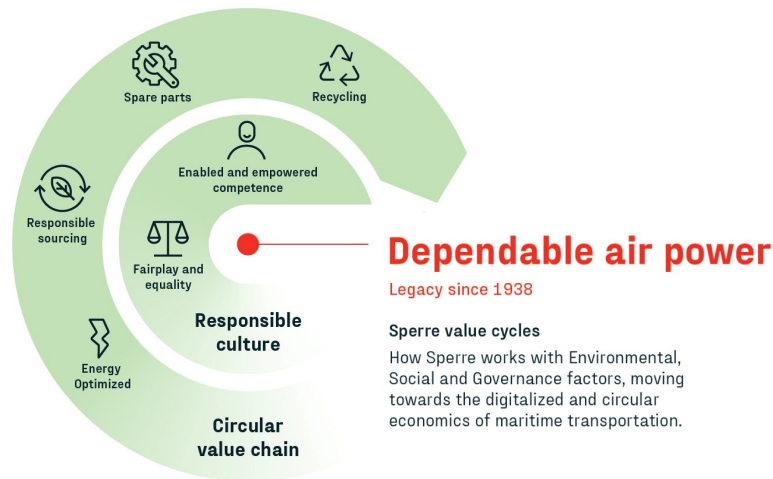 Spare parts
Recycling
Enabled and empowered
competence
Responsible
sourcing
Fairplay and
equality
Energy
Optimized
Responsible
culture
Circular
value chain
Dependable air power
Legacy since 1938
Sperre value cycles
How Sperre works with Environmental,
Social and Governance factors, moving
towards the digitalized and circular
economics of maritime transportation.